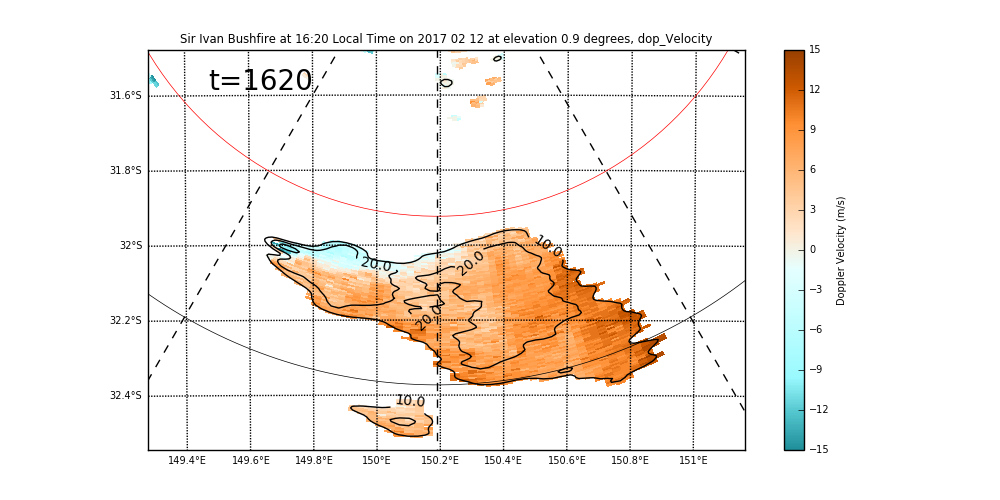 Sir Ivan Bushfire at 16:20 Local Time on 2017 02 12 at elevation 0.9 degrees, dop_Velocity
t=1620
31.6°S
31.8°S
32°S
32.2°S
32.4°S
149.4°E
149.6°E
149.8°E
150°E
150.2°E
150.4°E
150.6°E
150.8°E
151°E
10.0
20.0
20.0
20.0
10.0
15
12
9
6
3
0
−3
−6
−9
−12
−15
Doppler Velocity (m/s)